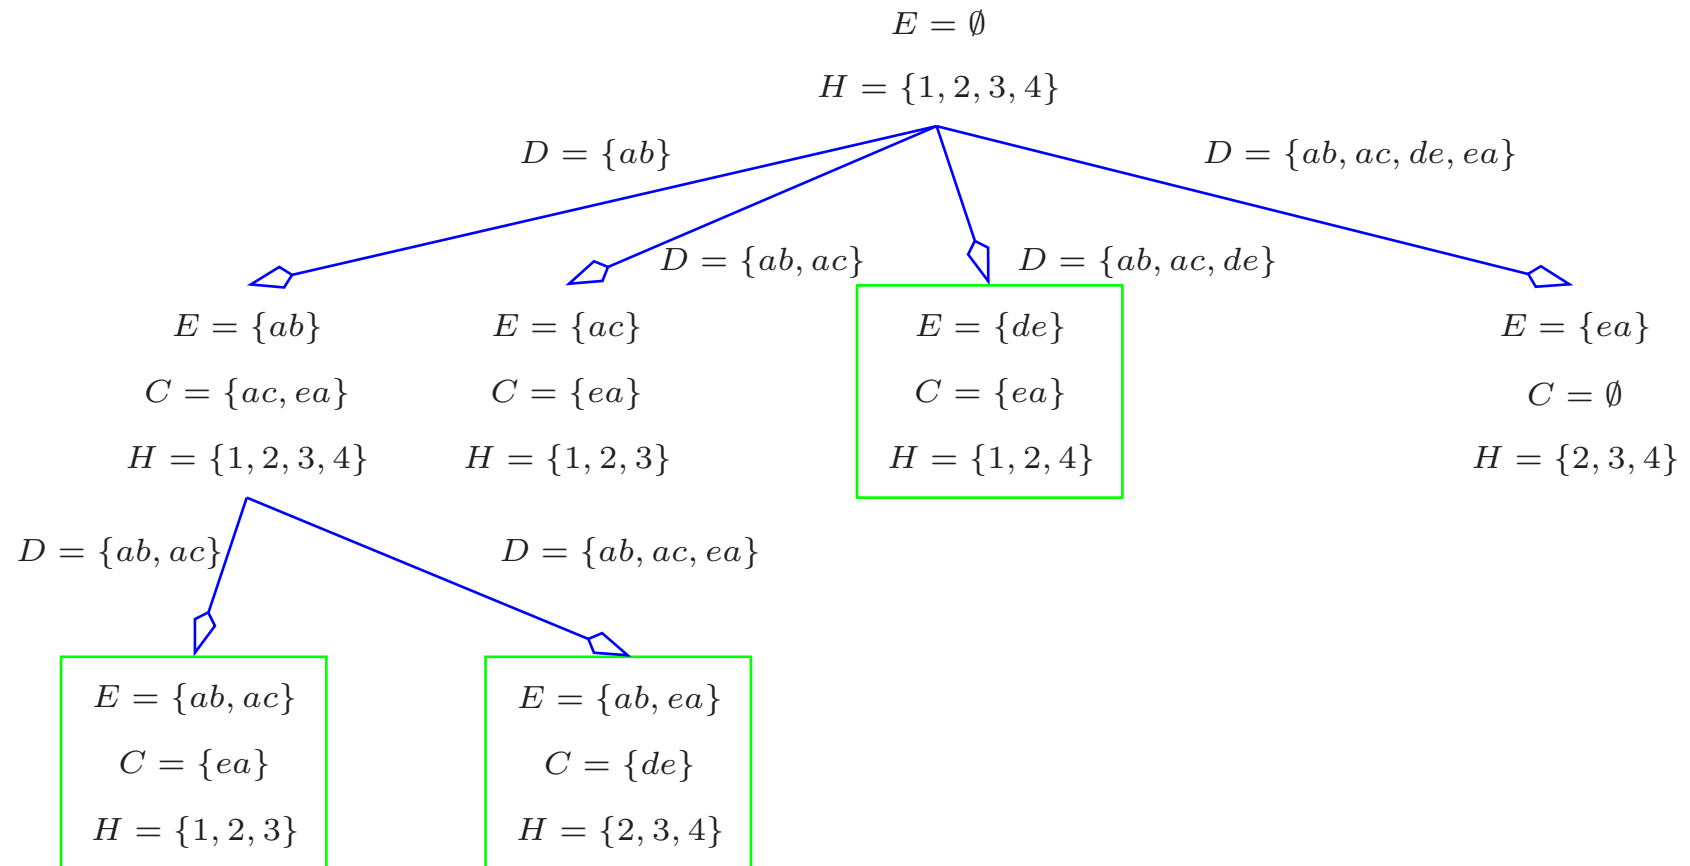 E = ∅
H = {1, 2, 3, 4}
D = {ab}
D = {ab, ac, de, ea}
D = {ab, ac}
D = {ab, ac, de}
E = {ab}
C = {ac, ea}
H = {1, 2, 3, 4}
E = {ac}
C = {ea}
H = {1, 2, 3}
E = {de}
C = {ea}
H = {1, 2, 4}
E = {ea}
C = ∅
H = {2, 3, 4}
D = {ab, ac}
D = {ab, ac, ea}
E = {ab, ac}
C = {ea}
H = {1, 2, 3}
E = {ab, ea}
C = {de}
H = {2, 3, 4}